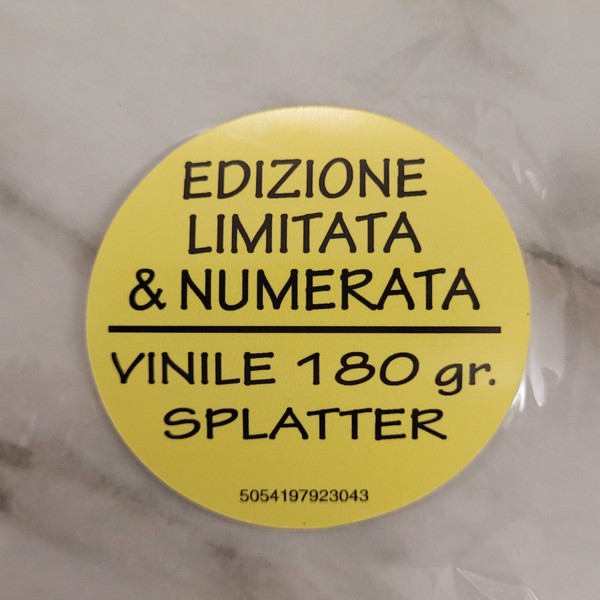 EDIZIONE
LIMITATA
& NUMERATA
VINILE 180 gr.
SPLATTER
5054197923043